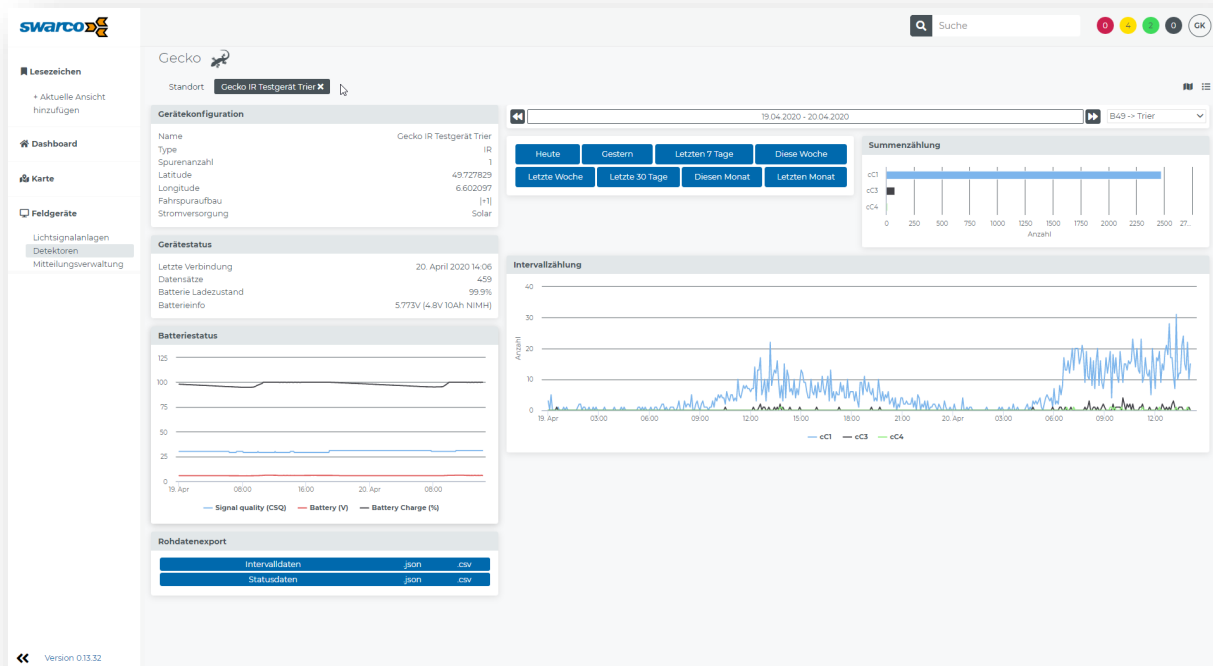 swarco
Suche
0 4 2 0 GK
Gecko
Lesezeichen
+ Aktuelle Ansicht
hinzufügen
Dashboard
Karte
Feldgeräte
Lichtsignalanlagen
Detektoren
Mitteilungsverwaltung
Version 0.13.32
Standort Gecko IR Testgerät Trier ×
Gerätekonfiguration
Name Gecko IR Testgerät Trier
Type IR
Spurenanzahl 1
Latitude 49.727829
Longitude 6.602097
Fahrspuraufbau |+1|
Stromversorgung Solar
Gerätestatus
Letzte Verbindung 20. April 2020 14:06
Datensätze 459
Batterie Ladezustand 99.9%
Batterieinfo 5.773V (4.8V 10Ah NIMH)
Batteriestatus
125
100
75
50
25
0
19. Apr 08:00 16:00 20. Apr 08:00
Signal quality (CSQ) Battery (V) Battery Charge (%)
Rohdatenexport
Intervalldaten .json .csv
Statusdaten .json .csv
19.04.2020 - 20.04.2020
B49 -> Trier
Heute Gestern Letzten 7 Tage Diese Woche
Letzte Woche Letzte 30 Tage Diesen Monat Letzten Monat
Summenzählung
cC1
cC3
cC4
0 250 500 750 1000 1250 1500 1750 2000 2250 2500 27...
Anzahl
Intervallzählung
40
30
20
10
0
Anzahl
19. Apr 03:00 06:00 09:00 12:00 15:00 18:00 21:00 20. Apr 03:00 06:00 09:00 12:00
cC1 cC3 cC4